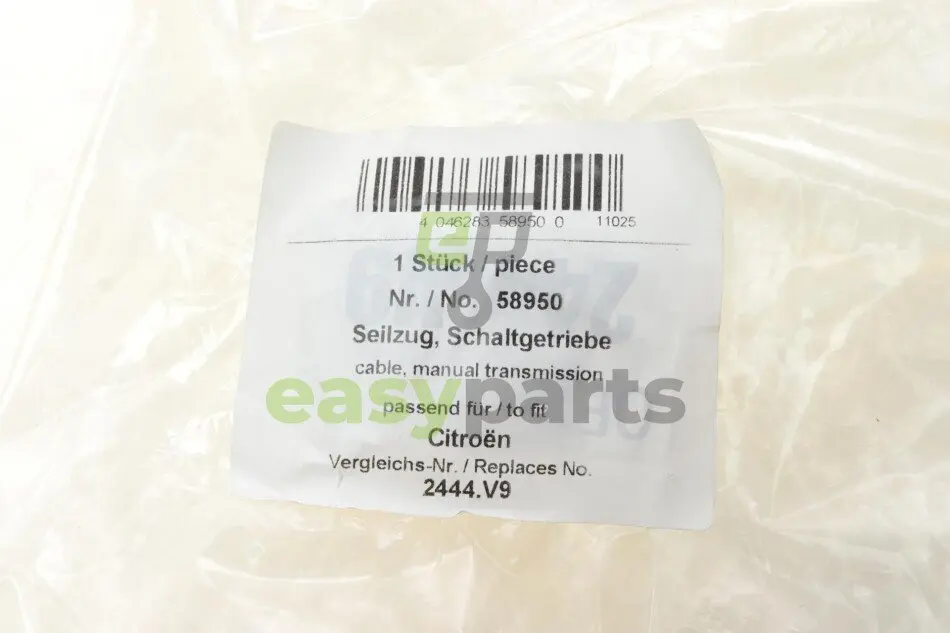 4 046283 58950 0 11025
1 Stück / piece
Nr. / No. 58950
Seilzug, Schaltgetriebe
cable, manual transmission
easyparts
passend für / to fit
Citroën
Vergleichs-Nr. / Replaces No.
2444.V9